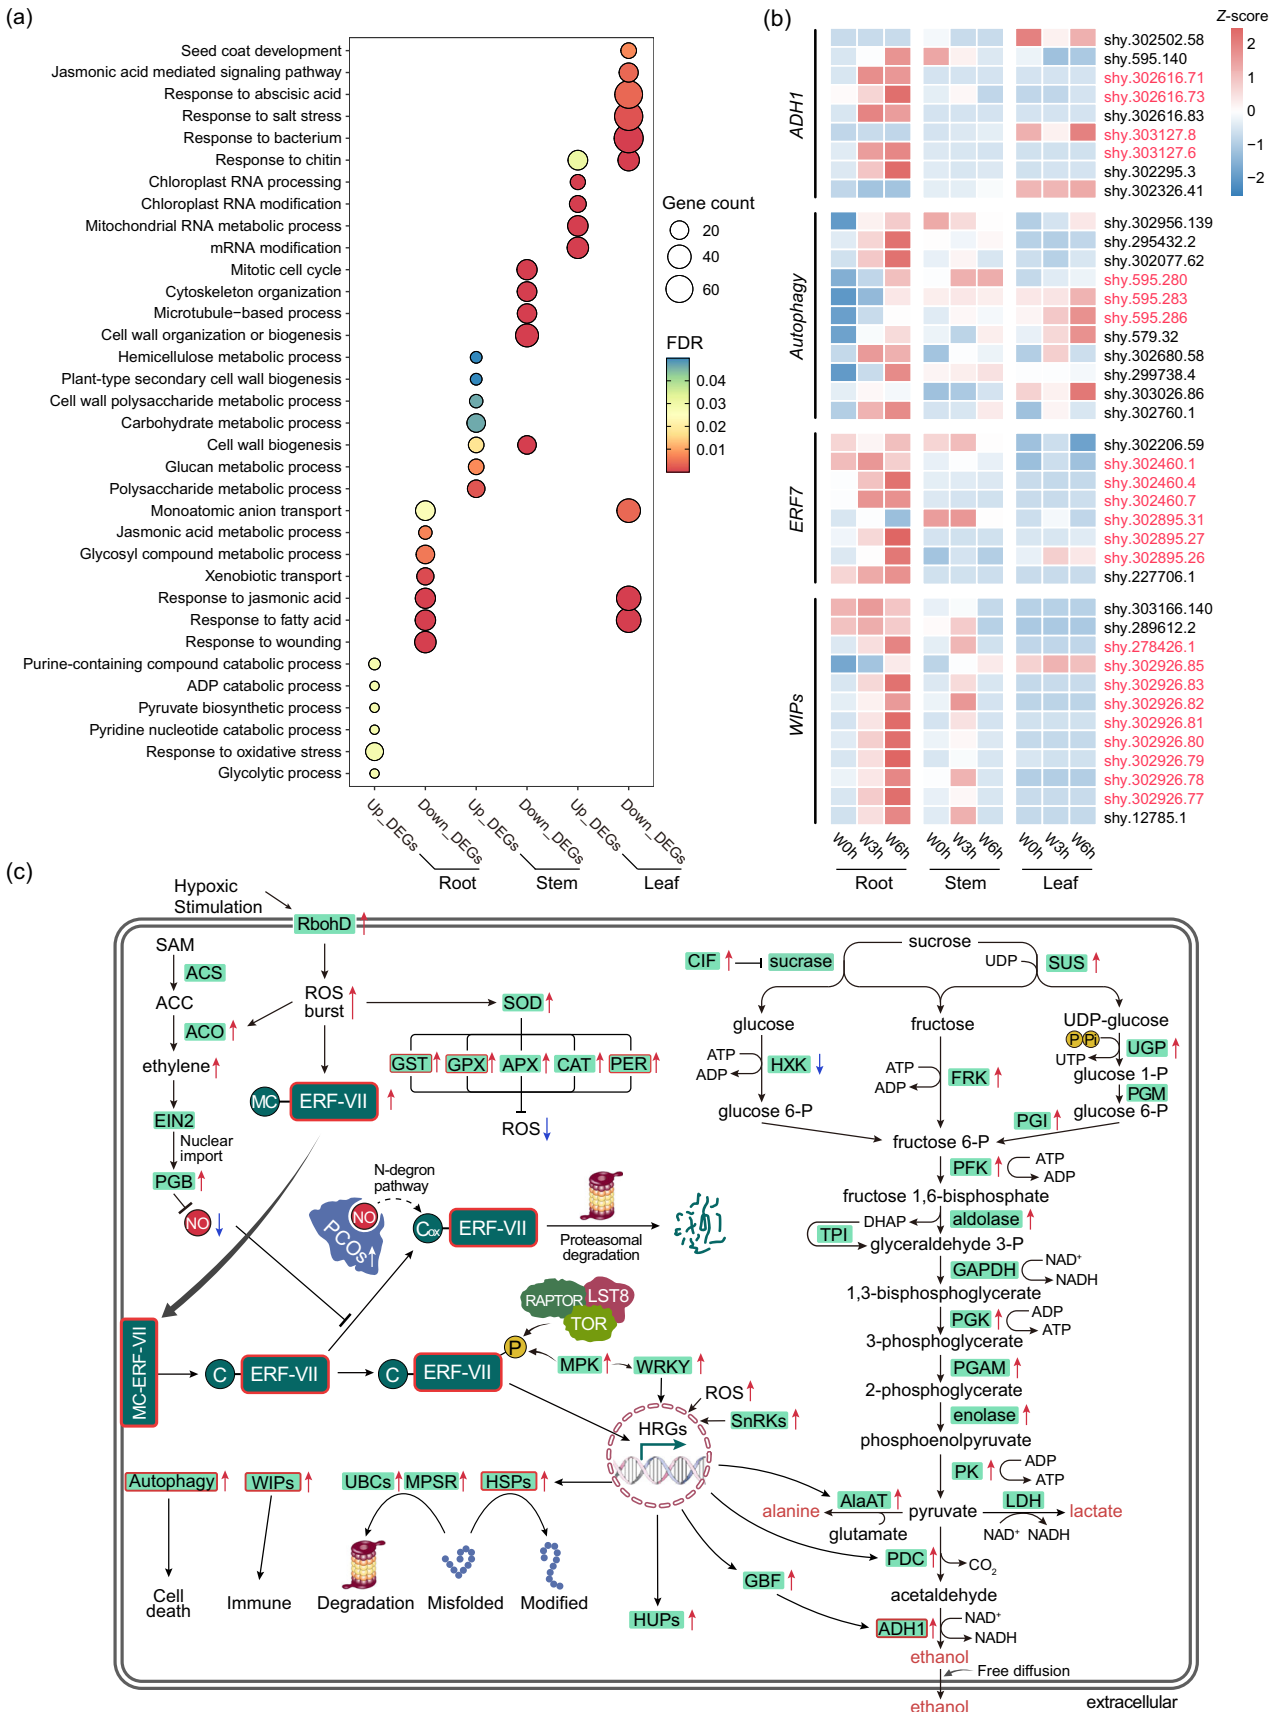 (a)
Seed coat development
Jasmonic acid mediated signaling pathway
Response to abscisic acid
Response to salt stress
Response to bacterium
Response to chitin
Chloroplast RNA processing
Chloroplast RNA modification
Mitochondrial RNA metabolic process
mRNA modification
Mitotic cell cycle
Cytoskeleton organization
Microtubule−based process
Cell wall organization or biogenesis
Hemicellulose metabolic process
Plant-type secondary cell wall biogenesis
Cell wall polysaccharide metabolic process
Carbohydrate metabolic process
Cell wall biogenesis
Glucan metabolic process
Polysaccharide metabolic process
Monoatomic anion transport
Jasmonic acid metabolic process
Glycosyl compound metabolic process
Xenobiotic transport
Response to jasmonic acid
Response to fatty acid
Response to wounding
Purine-containing compound catabolic process
ADP catabolic process
Pyruvate biosynthetic process
Pyridine nucleotide catabolic process
Response to oxidative stress
Glycolytic process
Up_DEGs
Down_DEGs
Up_DEGs
Down_DEGs
Up_DEGs
Down_DEGs
Root
Stem
Leaf
Gene count
20
40
60
FDR
0.04
0.03
0.02
0.01
(b)
Z-score
2
1
0
−1
−2
ADH1
shy.302502.58
shy.595.140
shy.302616.71
shy.302616.73
shy.302616.83
shy.303127.8
shy.303127.6
shy.302295.3
shy.302326.41
Autophagy
shy.302956.139
shy.295432.2
shy.302077.62
shy.595.280
shy.595.283
shy.595.286
shy.579.32
shy.302680.58
shy.299738.4
shy.303026.86
shy.302760.1
ERF7
shy.302206.59
shy.302460.1
shy.302460.4
shy.302460.7
shy.302895.31
shy.302895.27
shy.302895.26
shy.227706.1
WIPs
shy.303166.140
shy.289612.2
shy.278426.1
shy.302926.85
shy.302926.83
shy.302926.82
shy.302926.81
shy.302926.80
shy.302926.79
shy.302926.78
shy.302926.77
shy.12785.1
W0h W3h W6h W0h W3h W6h W0h W3h W6h
Root
Stem
Leaf
(c)
Hypoxic
Stimulation
RbohD
SAM
ACS
ACC
ACO
ethylene
EIN2
Nuclear
import
PGB
NO
ROS
burst
MC
ERF-VII
SOD
GST
GPX
APX
CAT
PER
ROS
N-degron
pathway
NO
PCOs
Cox
ERF-VII
Proteasomal
degradation
RAPTOR
LST8
TOR
MC-ERF-VII
C
ERF-VII
C
ERF-VII
P
MPK
WRKY
ROS
SnRKs
HRGs
Autophagy
WIPs
UBCs
MPSR
HSPs
Cell
death
Immune
Degradation
Misfolded
Modified
HUPs
GBF
CIF
sucrase
sucrose
UDP
SUS
glucose
fructose
UDP-glucose
ATP
ADP
HXK
ATP
ADP
FRK
P
Pi
UTP
UGP
glucose 1-P
PGM
glucose 6-P
glucose 6-P
PGI
fructose 6-P
PFK
ATP
ADP
fructose 1,6-bisphosphate
DHAP
aldolase
TPI
glyceraldehyde 3-P
GAPDH
NAD+
NADH
1,3-bisphosphoglycerate
PGK
ADP
ATP
3-phosphoglycerate
PGAM
2-phosphoglycerate
enolase
phosphoenolpyruvate
PK
ADP
ATP
alanine
AlaAT
pyruvate
LDH
lactate
glutamate
NAD+ NADH
PDC
CO2
acetaldehyde
ADH1
NAD+
NADH
ethanol
Free diffusion
ethanol
extracellular